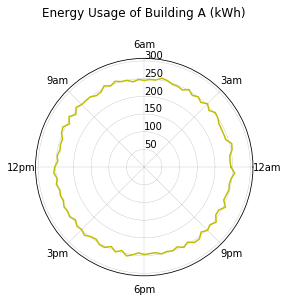 Energy Usage of Building A (kWh)
6am
300
9am
250
3am
200
150
100
50
12pm
12am
3pm
9pm
6pm